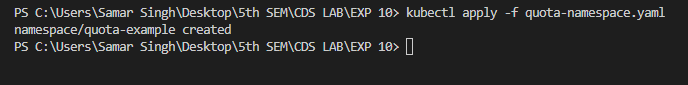 PS C:\Users\Samar Singh\Desktop\5th SEM\CDS LAB\EXP 10> kubectl apply -f quota-namespace.yaml
namespace/quota-example created
PS C:\Users\Samar Singh\Desktop\5th SEM\CDS LAB\EXP 10>